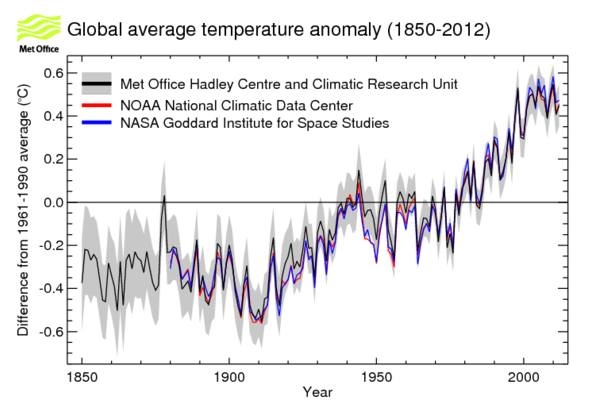 Met Office
Global average temperature anomaly (1850-2012)
Met Office Hadley Centre and Climatic Research Unit
NOAA National Climatic Data Center
NASA Goddard Institute for Space Studies
Difference from 1961-1990 average (°C)
0.6
0.4
0.2
0.0
-0.2
-0.4
-0.6
1850 1900 1950 2000
Year